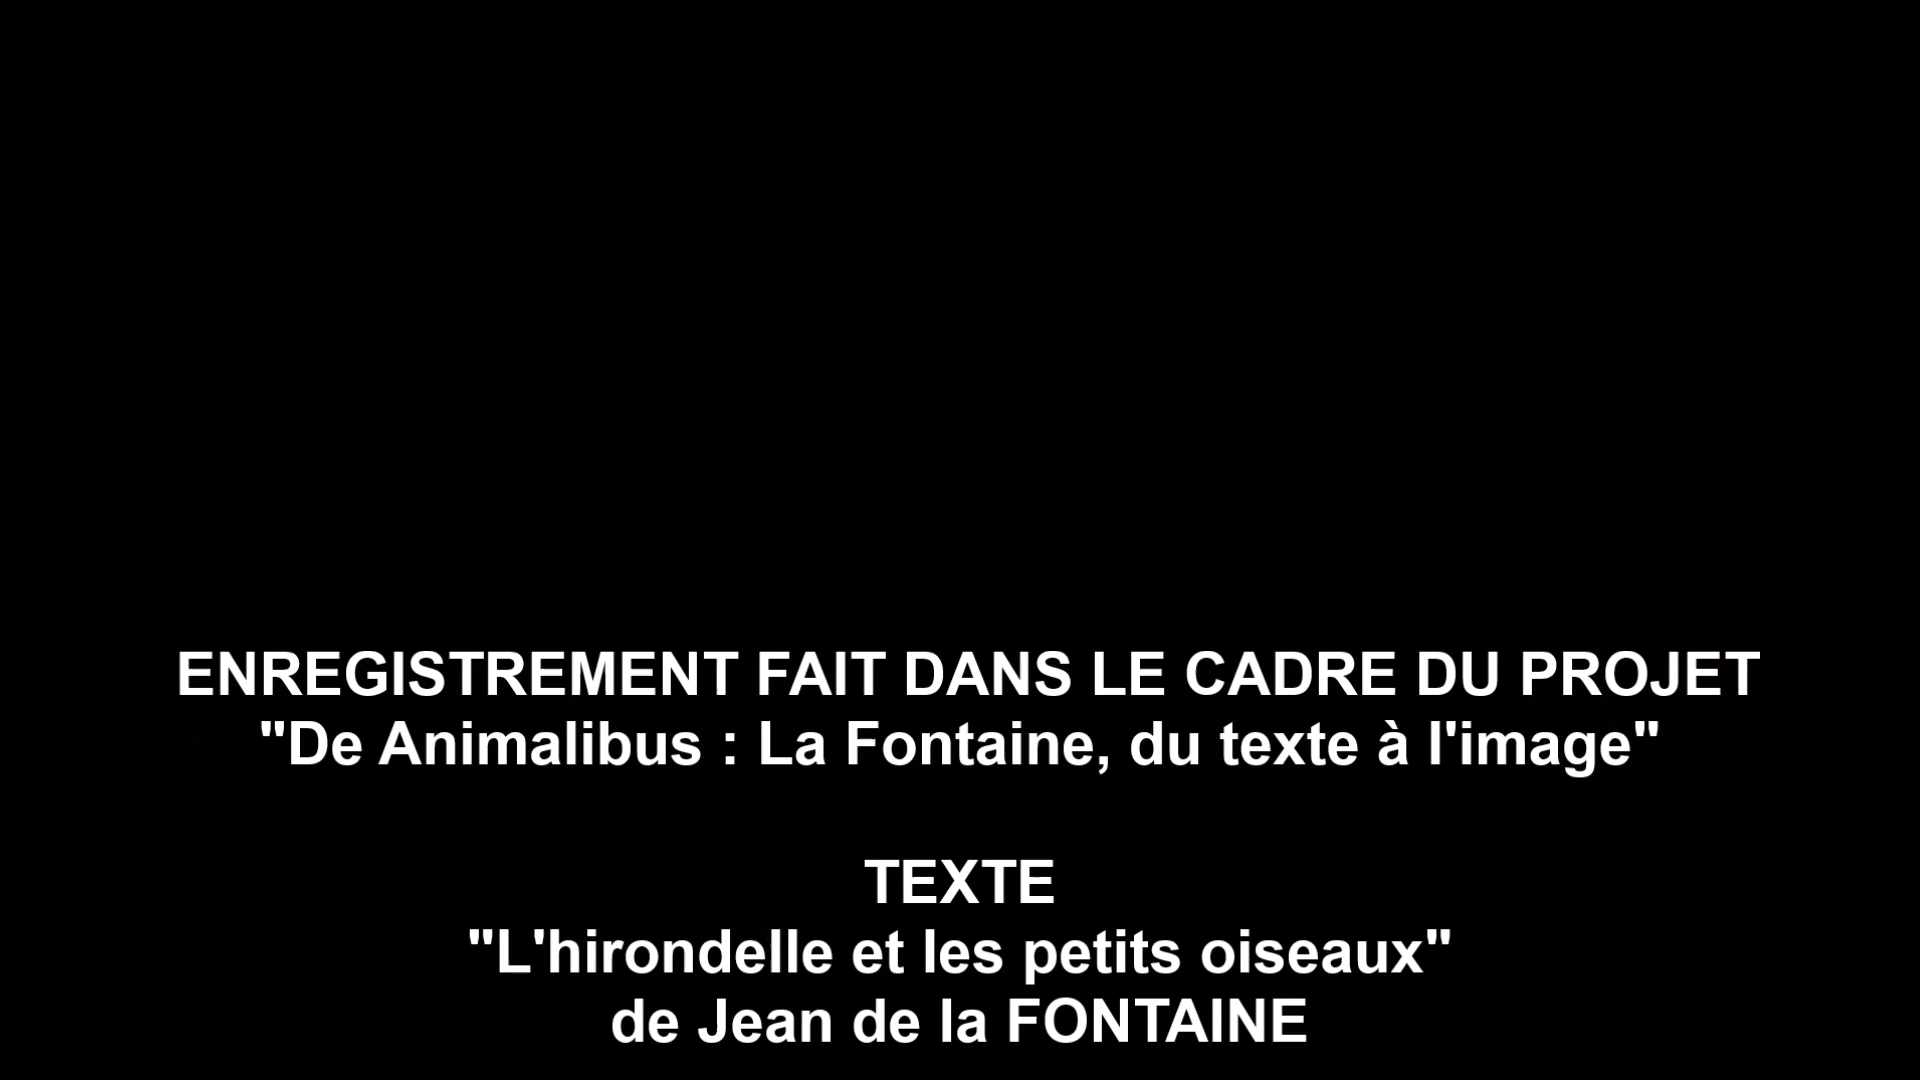 ENREGISTREMENT FAIT DANS LE CADRE DU PROJET
"De Animalibus : La Fontaine, du texte à l'image"
TEXTE
"L'hirondelle et les petits oiseaux"
de Jean de la FONTAINE